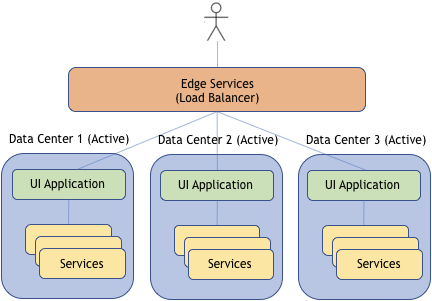 Edge Services
(Load Balancer)
Data Center 1 (Active)
Data Center 2 (Active)
Data Center 3 (Active)
UI Application
UI Application
UI Application
Services
Services
Services